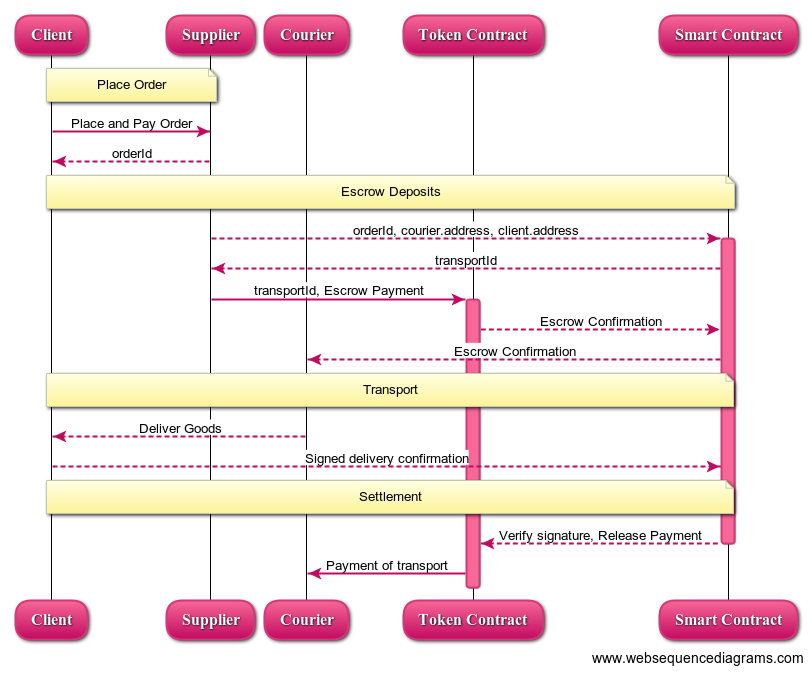 Client Supplier Courier Token Contract Smart Contract
Place Order
Place and Pay Order
orderId
Escrow Deposits
orderId, courier.address, client.address
transportId
transportId, Escrow Payment
Escrow Confirmation
Escrow Confirmation
Transport
Deliver Goods
Signed delivery confirmation
Settlement
Verify signature, Release Payment
Payment of transport
Client Supplier Courier Token Contract Smart Contract
www.websequencediagrams.com